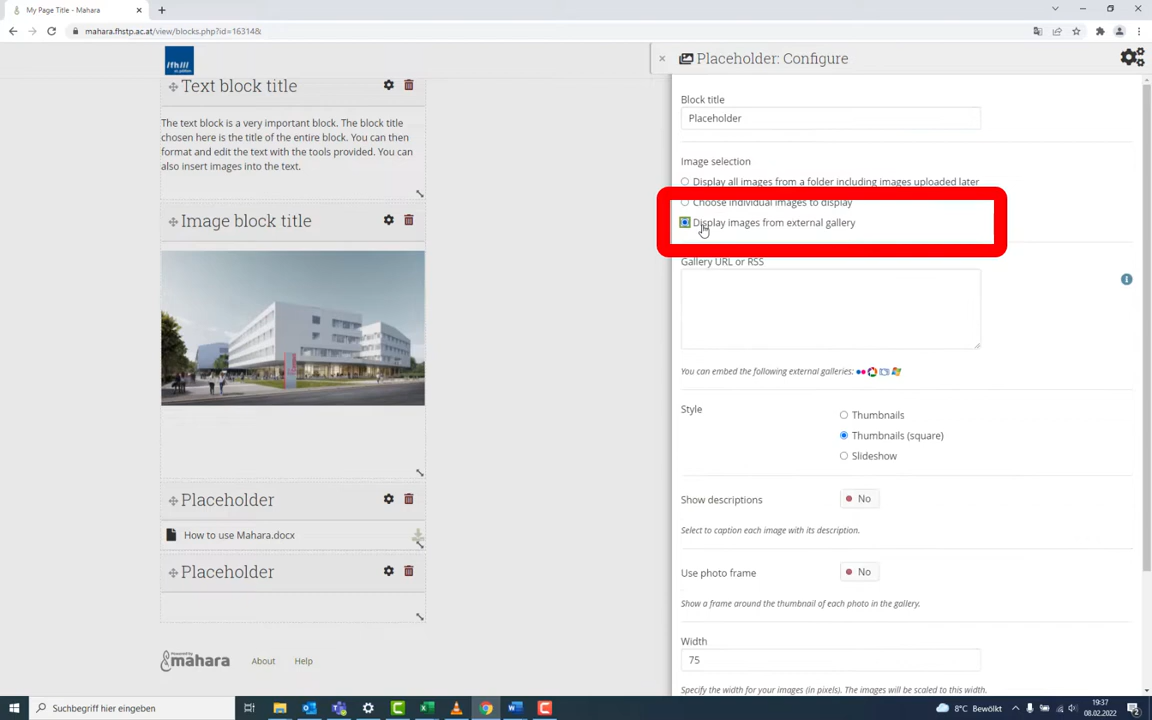 My Page Title - Mahara
mahara.fhstp.ac.at/view/blocks.php?id=16314&
/fh///
st. pölten
Text block title
The text block is a very important block. The block title
chosen here is the title of the entire block. You can then
format and edit the text with the tools provided. You can
also insert images into the text.
Image block title
Placeholder
How to use Mahara.docx
Placeholder
Powered by
mahara
About
Help
Placeholder: Configure
Block title
Placeholder
Image selection
Display all images from a folder including images uploaded later
Choose individual images to display
Display images from external gallery
Gallery URL or RSS
You can embed the following external galleries:
Style
Thumbnails
Thumbnails (square)
Slideshow
Show descriptions
No
Select to caption each image with its description.
Use photo frame
No
Show a frame around the thumbnail of each photo in the gallery.
Width
75
Specify the width for your images (in pixels). The images will be scaled to this width.
Suchbegriff hier eingeben
8°C Bewölkt
19:37
08.02.2022
2